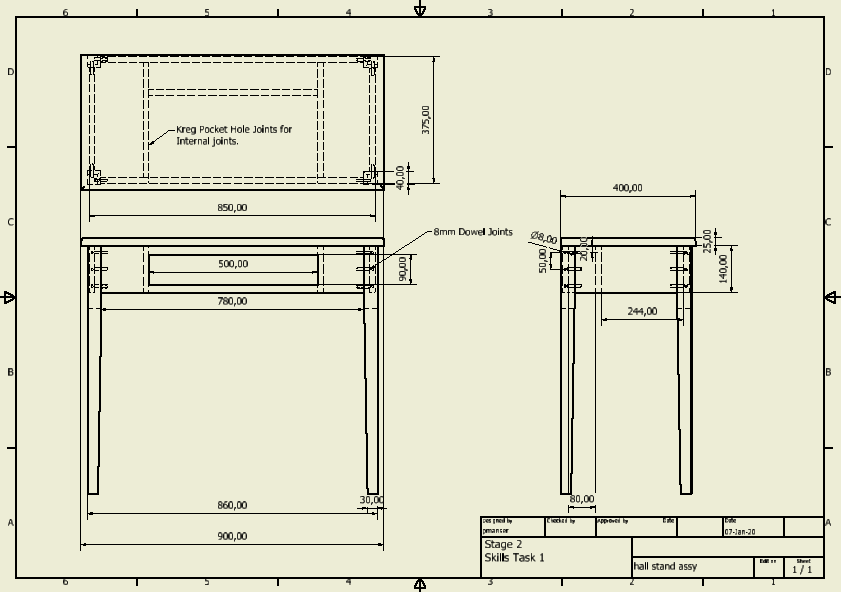 6 5 4 3 2 1
D D
375,00
Kreg Pocket Hole Joints for
Internal joints.
40,00
400,00
850,00
C C
8mm Dowel Joints
Ø8,00
20,00
25,00
500,00
90,00
50,00
140,00
780,00
244,00
B B
30,00
80,00
860,00
900,00
A A
Designed by
Checked by
Approved by
Date
Date
pmanser
07-Jan-20
Stage 2
Skills Task 1
hall stand assy
Edition
Sheet
1 / 1
6 5 4 3 2 1